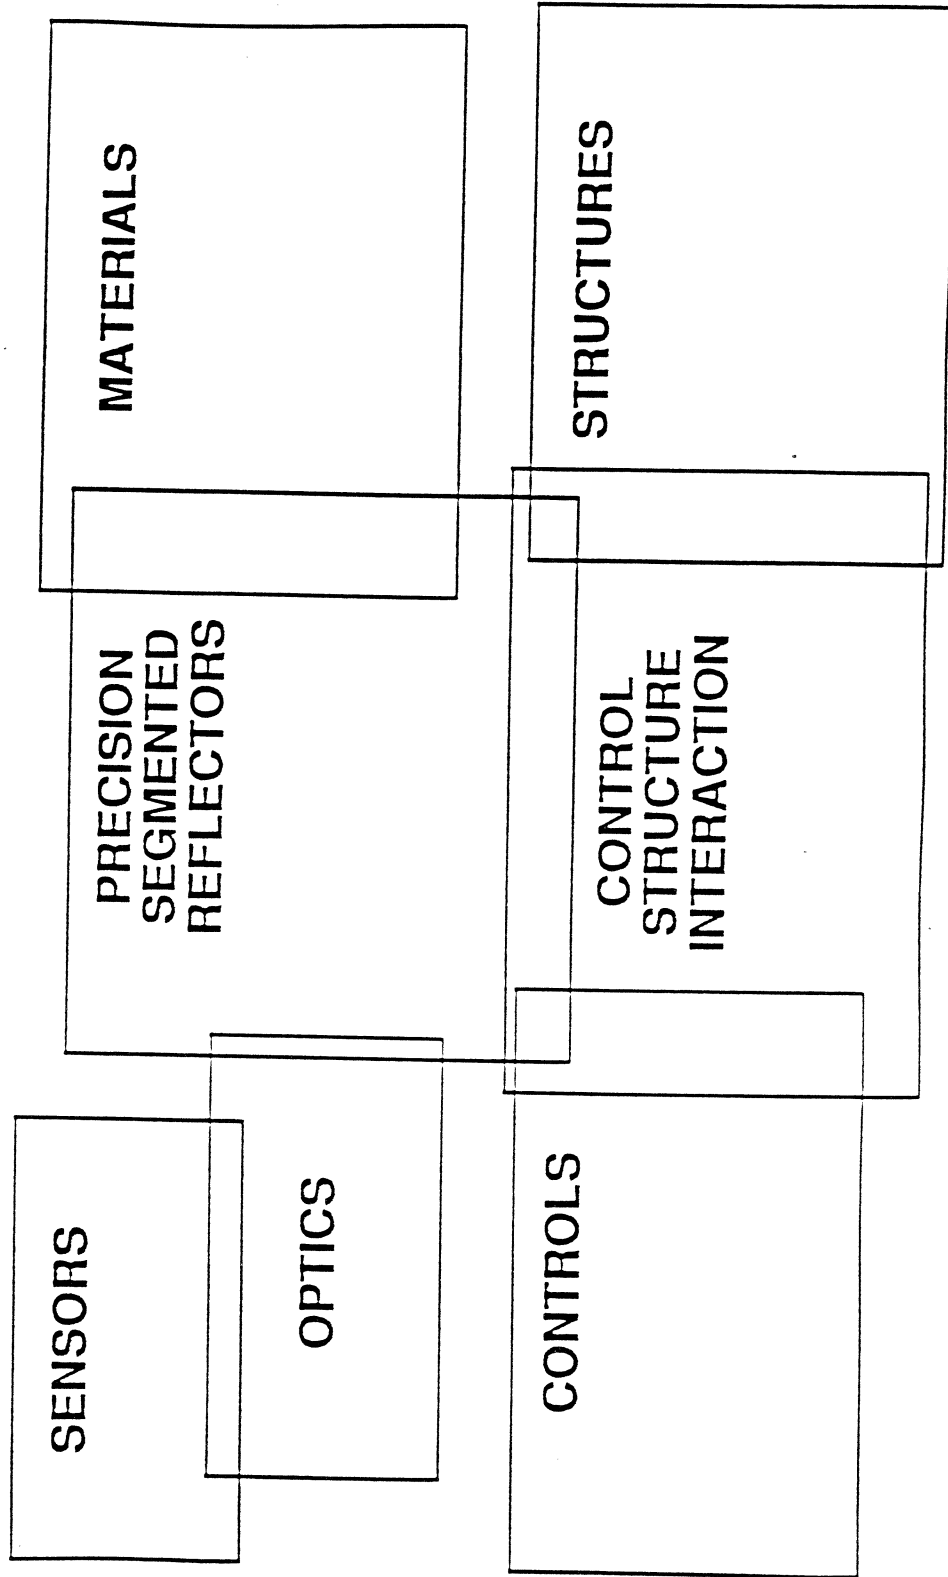 SENSORS
OPTICS
CONTROLS
PRECISION
SEGMENTED
REFLECTORS
CONTROL
STRUCTURE
INTERACTION
MATERIALS
STRUCTURES